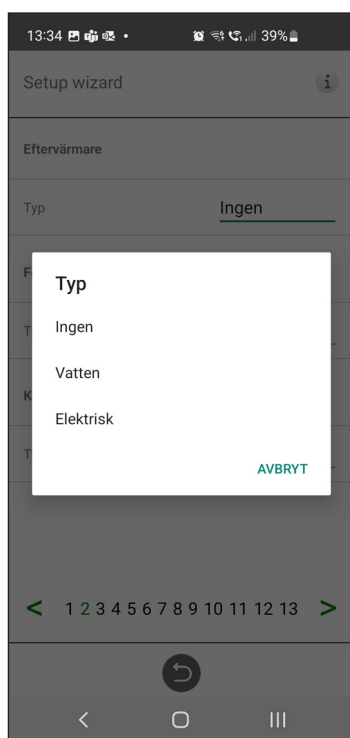 13:34 39%
Setup wizard i
Eftervärmare
Typ Ingen
F
Typ
Ingen
T
Vatten
K
Elektrisk
T
AVBRYT
< 1 2 3 4 5 6 7 8 9 10 11 12 13 >